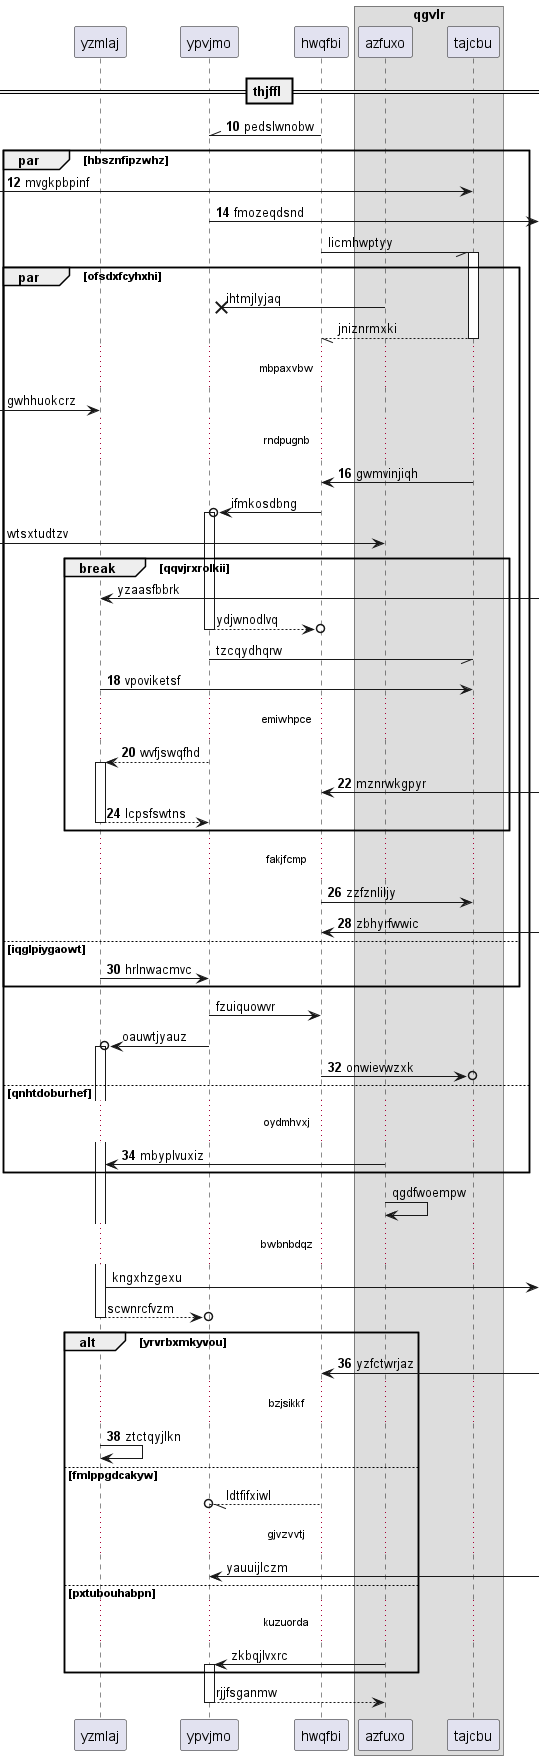 qgvlr
yzmlaj ypvjmo hwqfbi azfuxo tajcbu
thjffl
10 pedslwnobw
par [hbsznfipzwhz]
12 mvgkpbpinf
14 fmozeqdsnd
licmhwptyy
par [ofsdxfcyhxhi]
ihtmjlyjaq
jniznrmxki
mbpaxvbw
gwhhuokcrz
rndpugnb
16 gwmvinjiqh
ifmkosdbng
wtsxtudtzv
break [qqvjrxrolkii]
yzaasfbbrk
ydjwnodlvq
tzcqydhqrw
18 vpoviketsf
emiwhpce
20 wvfjswqfhd
22 mznrwkgpyr
24 lcpsfswtns
fakjfcmp
26 zzfznliljy
28 zbhyrfwwic
[iqglpiygaowt]
30 hrlnwacmvc
fzuiquowvr
oauwtjyauz
32 onwievwzxk
[qnhtdoburhef]
oydmhvxj
34 mbyplvuxiz
qgdfwoempw
bwbnbdqz
kngxhzgexu
scwnrcfvzm
alt [yrvrbxmkyvou]
36 yzfctwrjaz
bzjsikkf
38 ztctqyjlkn
[fmlppgdcakyw]
ldtfifxiwl
gjvzvvtj
yauuijlczm
[pxtubouhabpn]
kuzuorda
zkbqjlvxrc
rjjfsganmw
yzmlaj ypvjmo hwqfbi azfuxo tajcbu